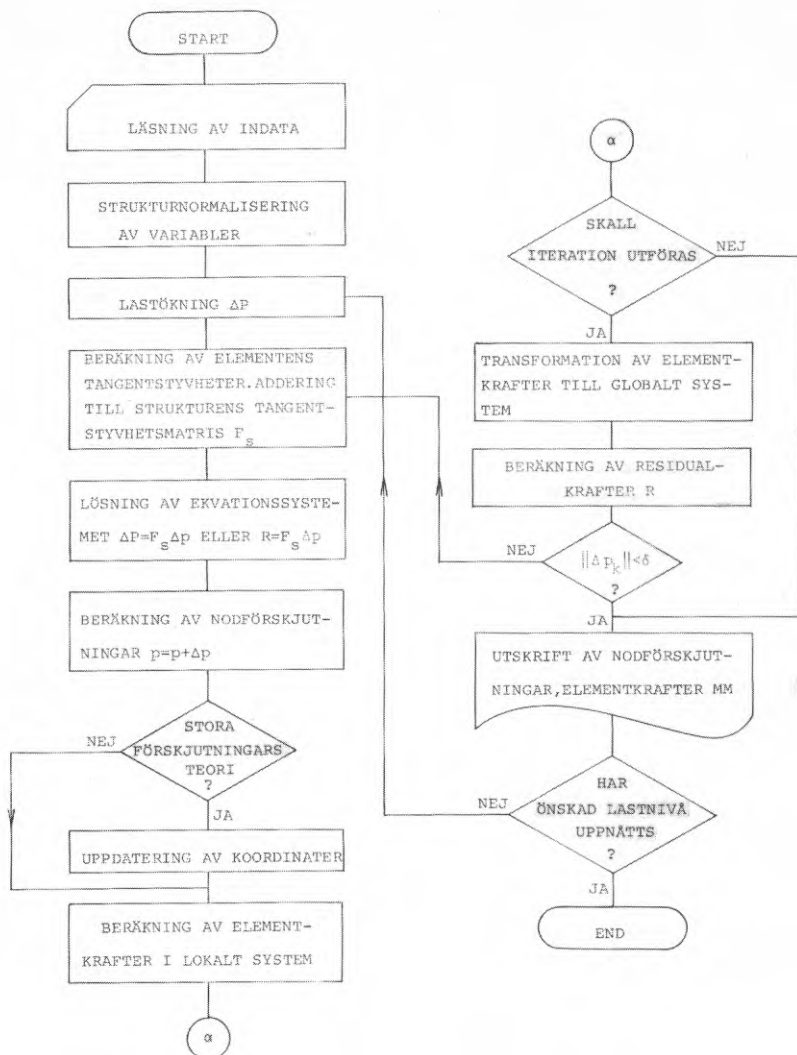 START
LÄSNING AV INDATA
STRUKTURNORMALISERING
AV VARIABLER
LASTÖKNING ΔP
BERÄKNING AV ELEMENTENS
TANGENTSTYVHETER.ADDERING
TILL STRUKTURENS TANGENT-
STYVHETSMATRIS F_s
LÖSNING AV EKVATIONSSYSTE-
MET ΔP=F_sΔp ELLER R=F_sΔp
BERÄKNING AV NODFÖRSKJUT-
NINGAR p=p+Δp
STORA
FÖRSKJUTNINGARS
TEORI
?
NEJ
JA
UPPDATERING AV KOORDINATER
BERÄKNING AV ELEMENT-
KRAFTER I LOKALT SYSTEM
α
α
SKALL
ITERATION UTFÖRAS
?
NEJ
JA
TRANSFORMATION AV ELEMENT-
KRAFTER TILL GLOBALT SYS-
TEM
BERÄKNING AV RESIDUAL-
KRAFTER R
NEJ
||Δp_k||<δ
?
JA
UTSKRIFT AV NODFÖRSKJUT-
NINGAR,ELEMENTKRAFTER MM
HAR
ÖNSKAD LASTNIVÅ
UPPNÅTTS
?
NEJ
JA
END